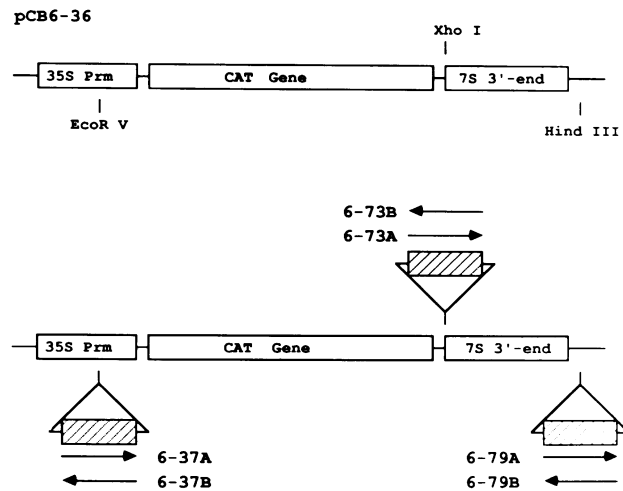 pCB6-36
Xho I
35S Prm CAT Gene 7S 3'-end
EcoR V
Hind III
6-73B
6-73A
35S Prm CAT Gene 7S 3'-end
6-37A 6-79A
6-37B 6-79B